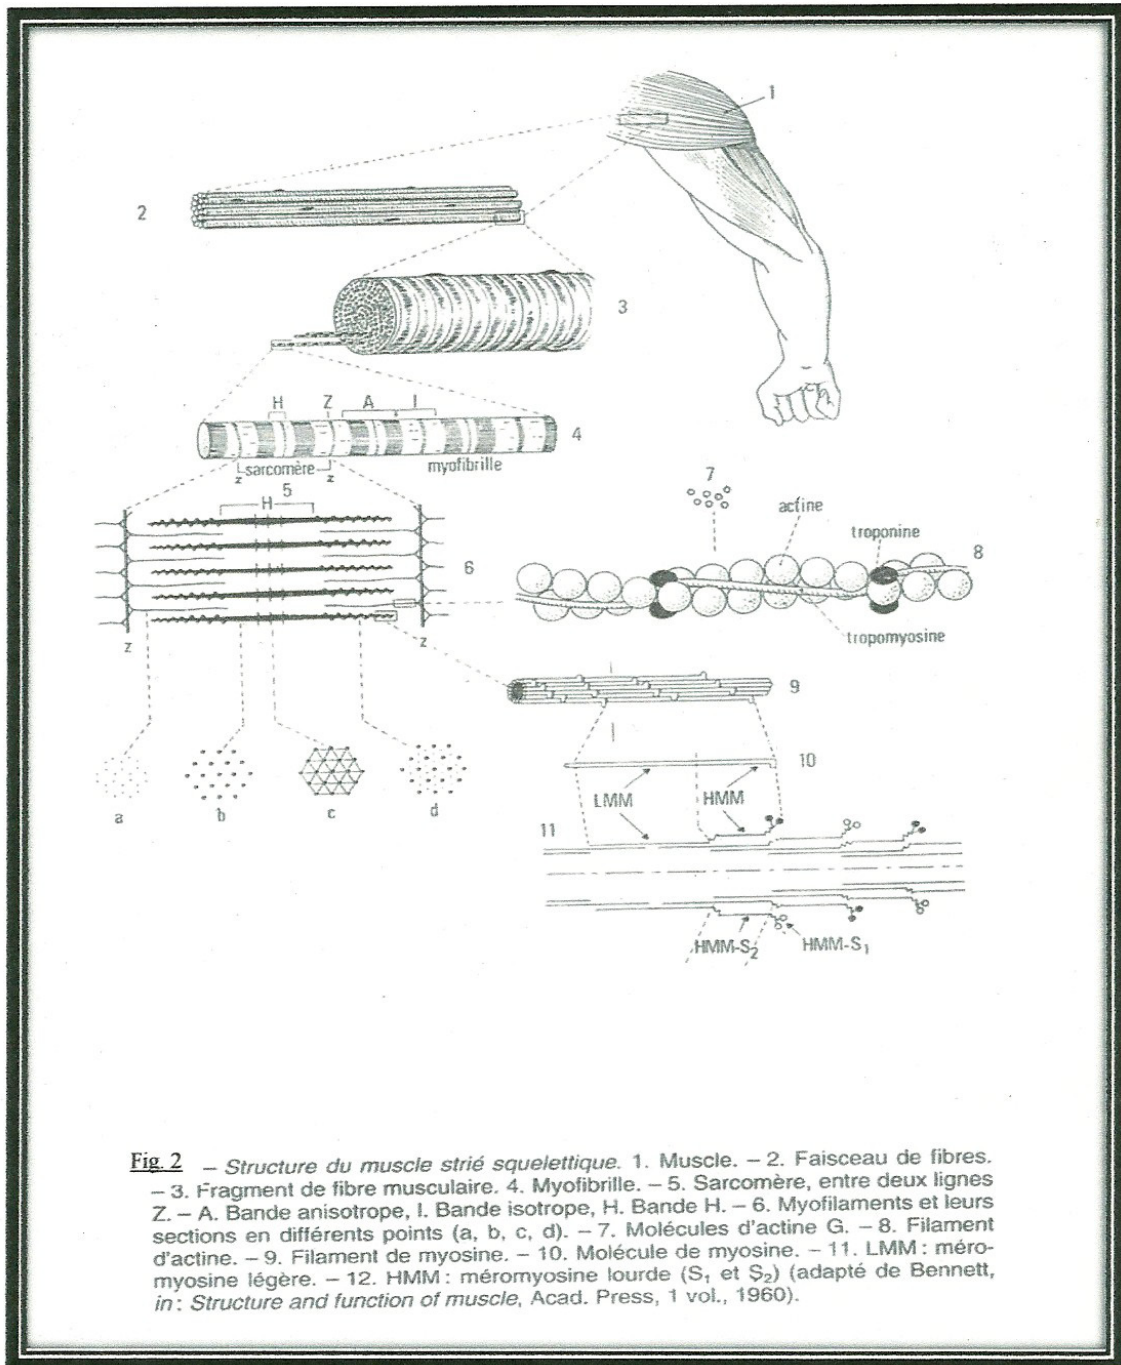 1
2
3
H Z A I
4
sarcomère
myofibrille
z z
5
H
7
actine
troponine
8
6
z z
tropomyosine
9
10
LMM HMM
a b c d
11
HMM-S₂ HMM-S₁
Fig. 2 – Structure du muscle strié squelettique. 1. Muscle. – 2. Faisceau de fibres.
– 3. Fragment de fibre musculaire. 4. Myofibrille. – 5. Sarcomère, entre deux lignes
Z. – A. Bande anisotrope, I. Bande isotrope, H. Bande H. – 6. Myofilaments et leurs
sections en différents points (a, b, c, d). – 7. Molécules d'actine G. – 8. Filament
d'actine. – 9. Filament de myosine. – 10. Molécule de myosine. – 11. LMM : méro-
myosine légère. – 12. HMM : méromyosine lourde (S₁ et S₂) (adapté de Bennett,
in : Structure and function of muscle, Acad. Press, 1 vol., 1960).